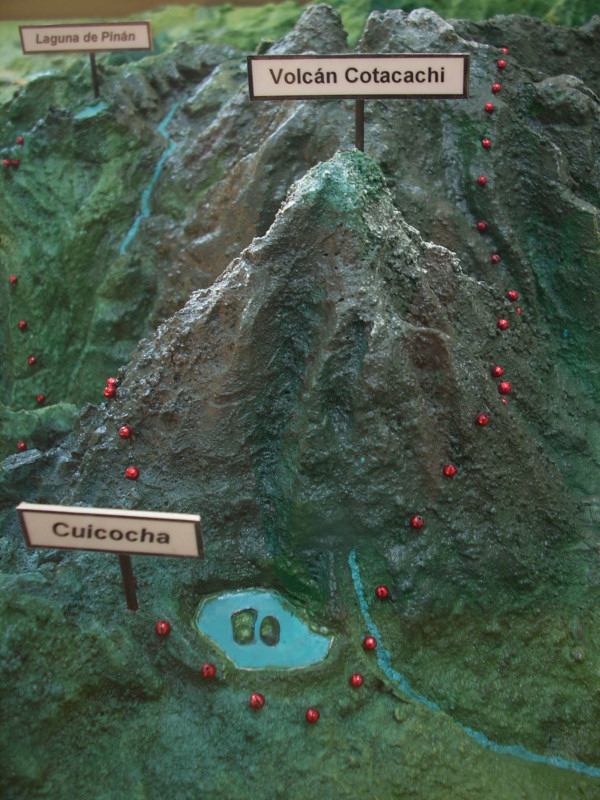 Laguna de Piñán
Volcán Cotacachi
Cuicocha